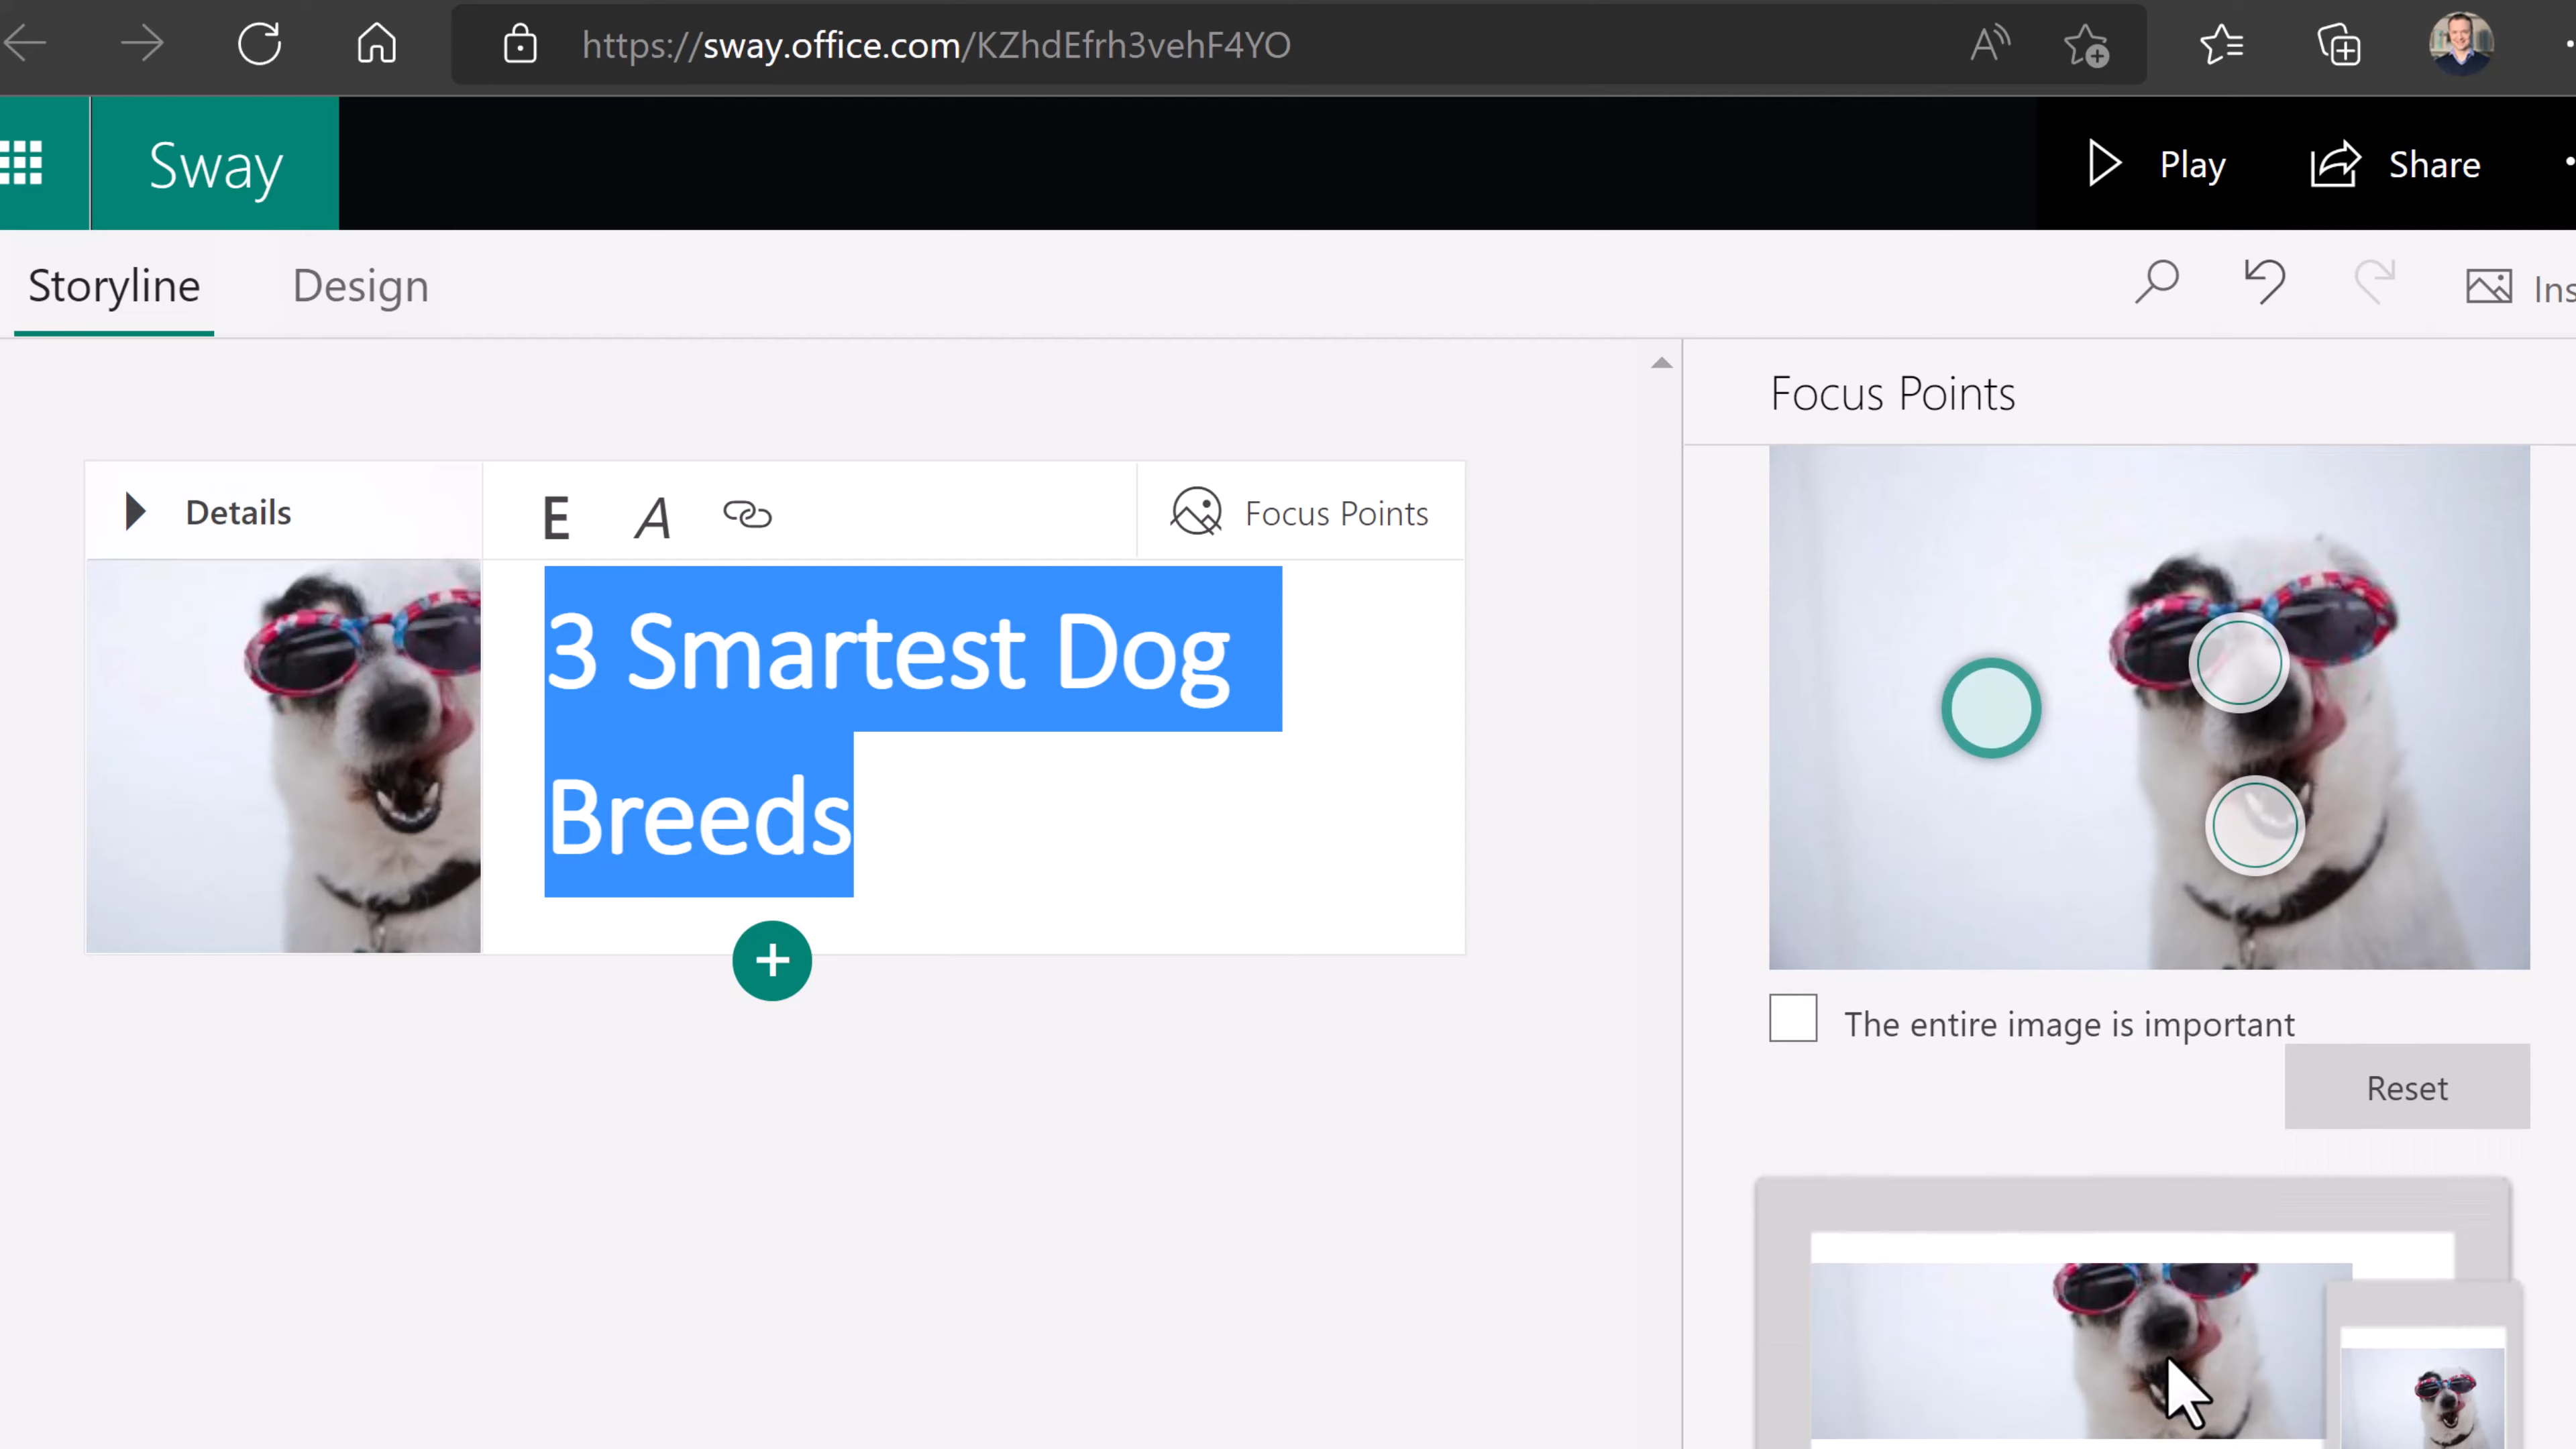 https://sway.office.com/KZhdEfrh3vehF4YO
Sway
Play
Share
Storyline
Design
Ins
Focus Points
Details
E
A
Focus Points
3 Smartest Dog
Breeds
The entire image is important
Reset